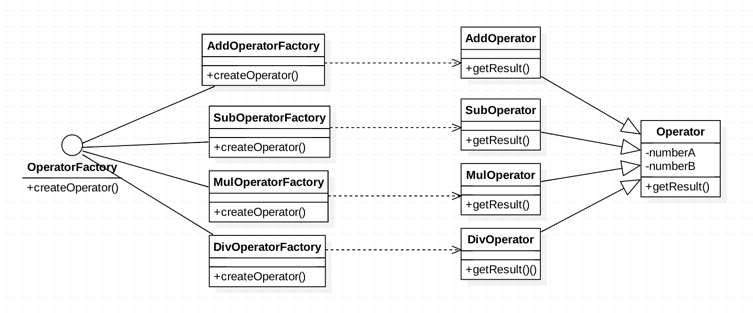 AddOperatorFactory
+createOperator()
AddOperator
+getResult()
SubOperatorFactory
+createOperator()
SubOperator
+getResult()
Operator
-numberA
-numberB
+getResult()
OperatorFactory
+createOperator()
MulOperatorFactory
+createOperator()
MulOperator
+getResult()
DivOperatorFactory
+createOperator()
DivOperator
+getResult()()